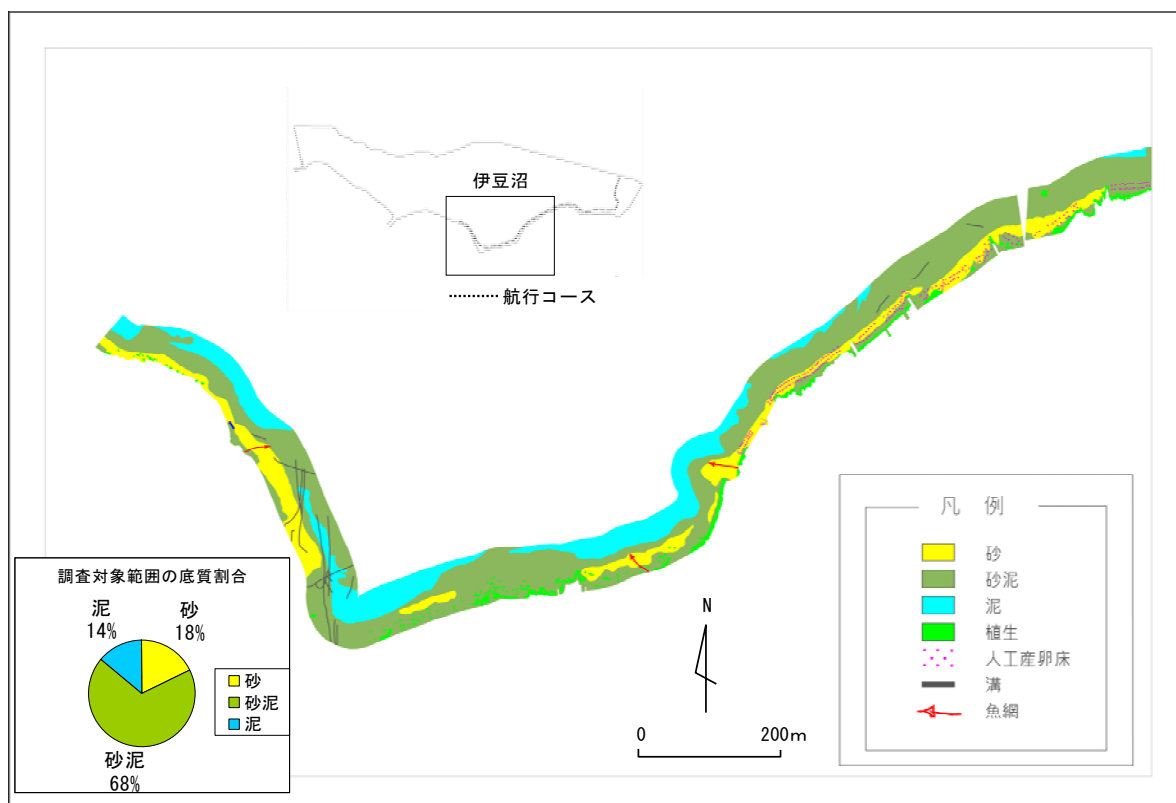 伊豆沼
航行コース
凡 例
砂
砂泥
泥
植生
人工産卵床
溝
魚網
N
0 200m
調査対象範囲の底質割合
泥
14%
砂
18%
砂泥
68%
砂
砂泥
泥